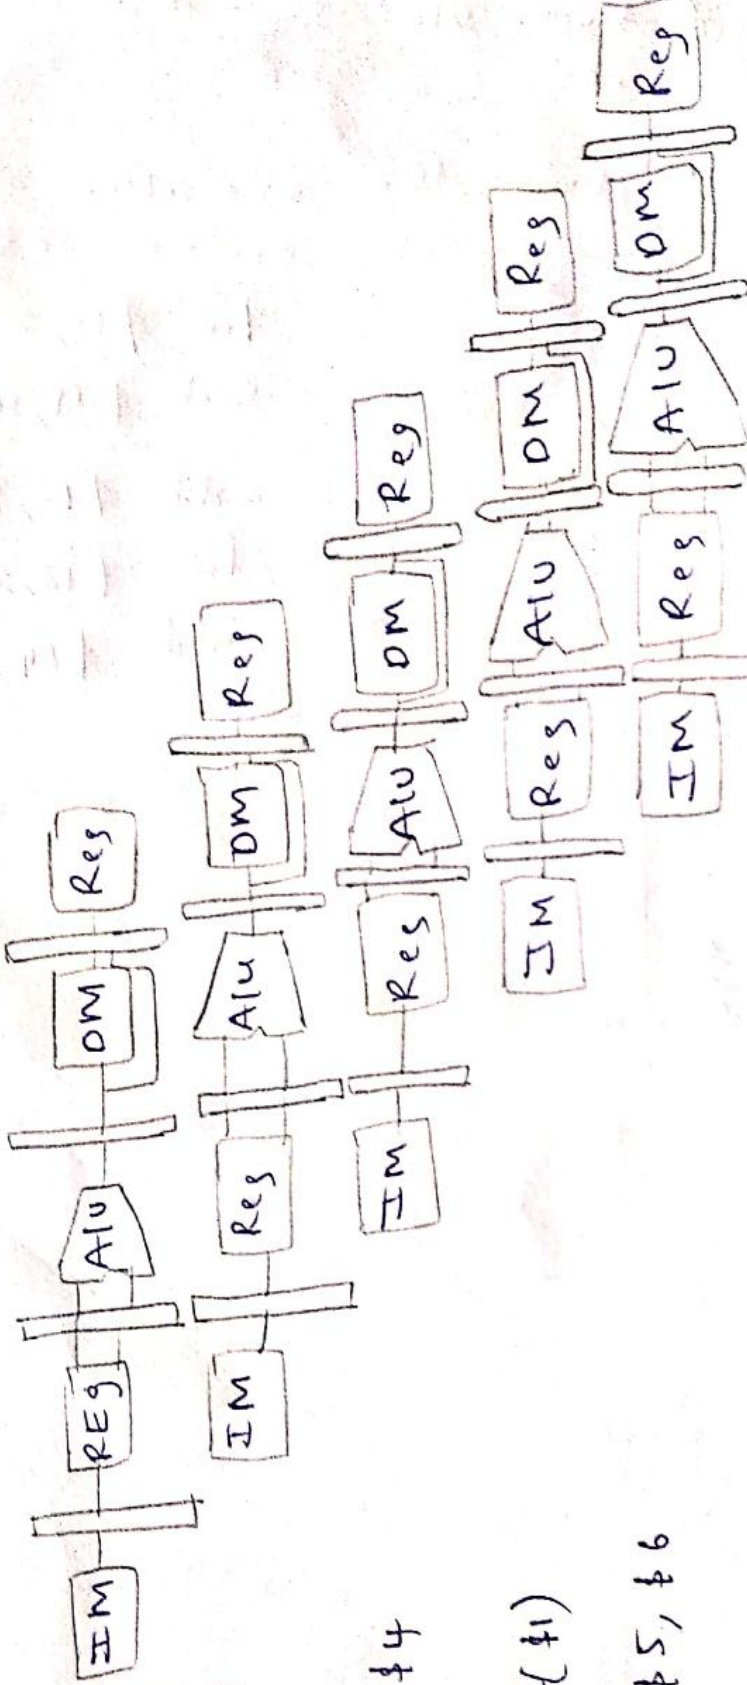 IM REG Alu DM Reg
IM Reg Alu DM Reg
$4 IM Reg Alu DM Reg
($1) IM Reg Alu DM Reg
$5, $6 IM Reg Alu DM Reg